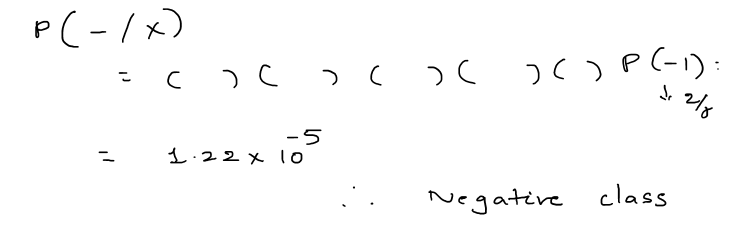 P(-/x)
= ( ) ( ) ( ) ( ) ( ) P(-1):
↓ 2/8
= 1.22 x 10^-5
∴ Negative class